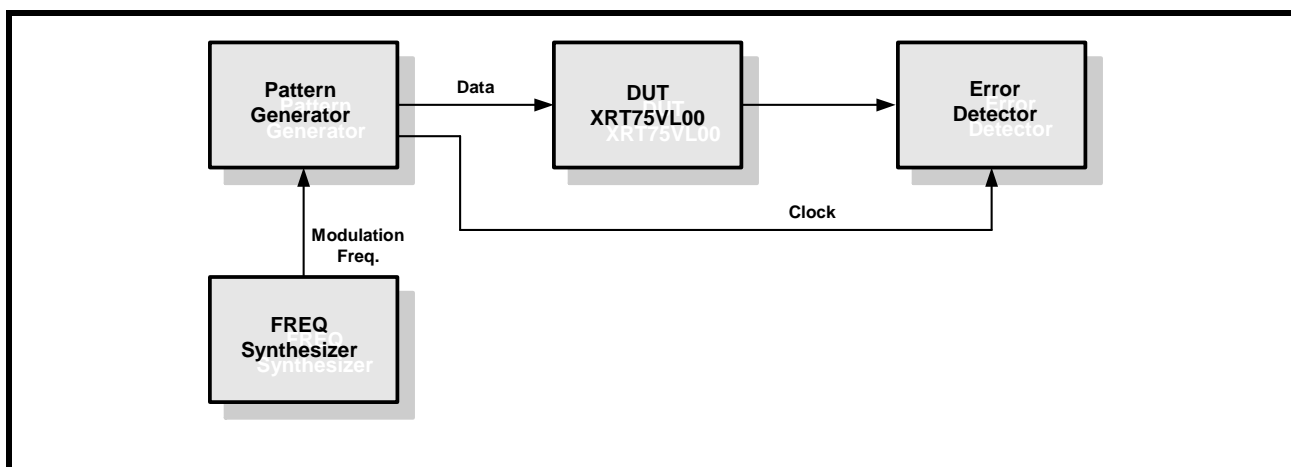 Pattern
Generator
Data
DUT
XRT75VL00
Error
Detector
Clock
Modulation
Freq.
FREQ
Synthesizer